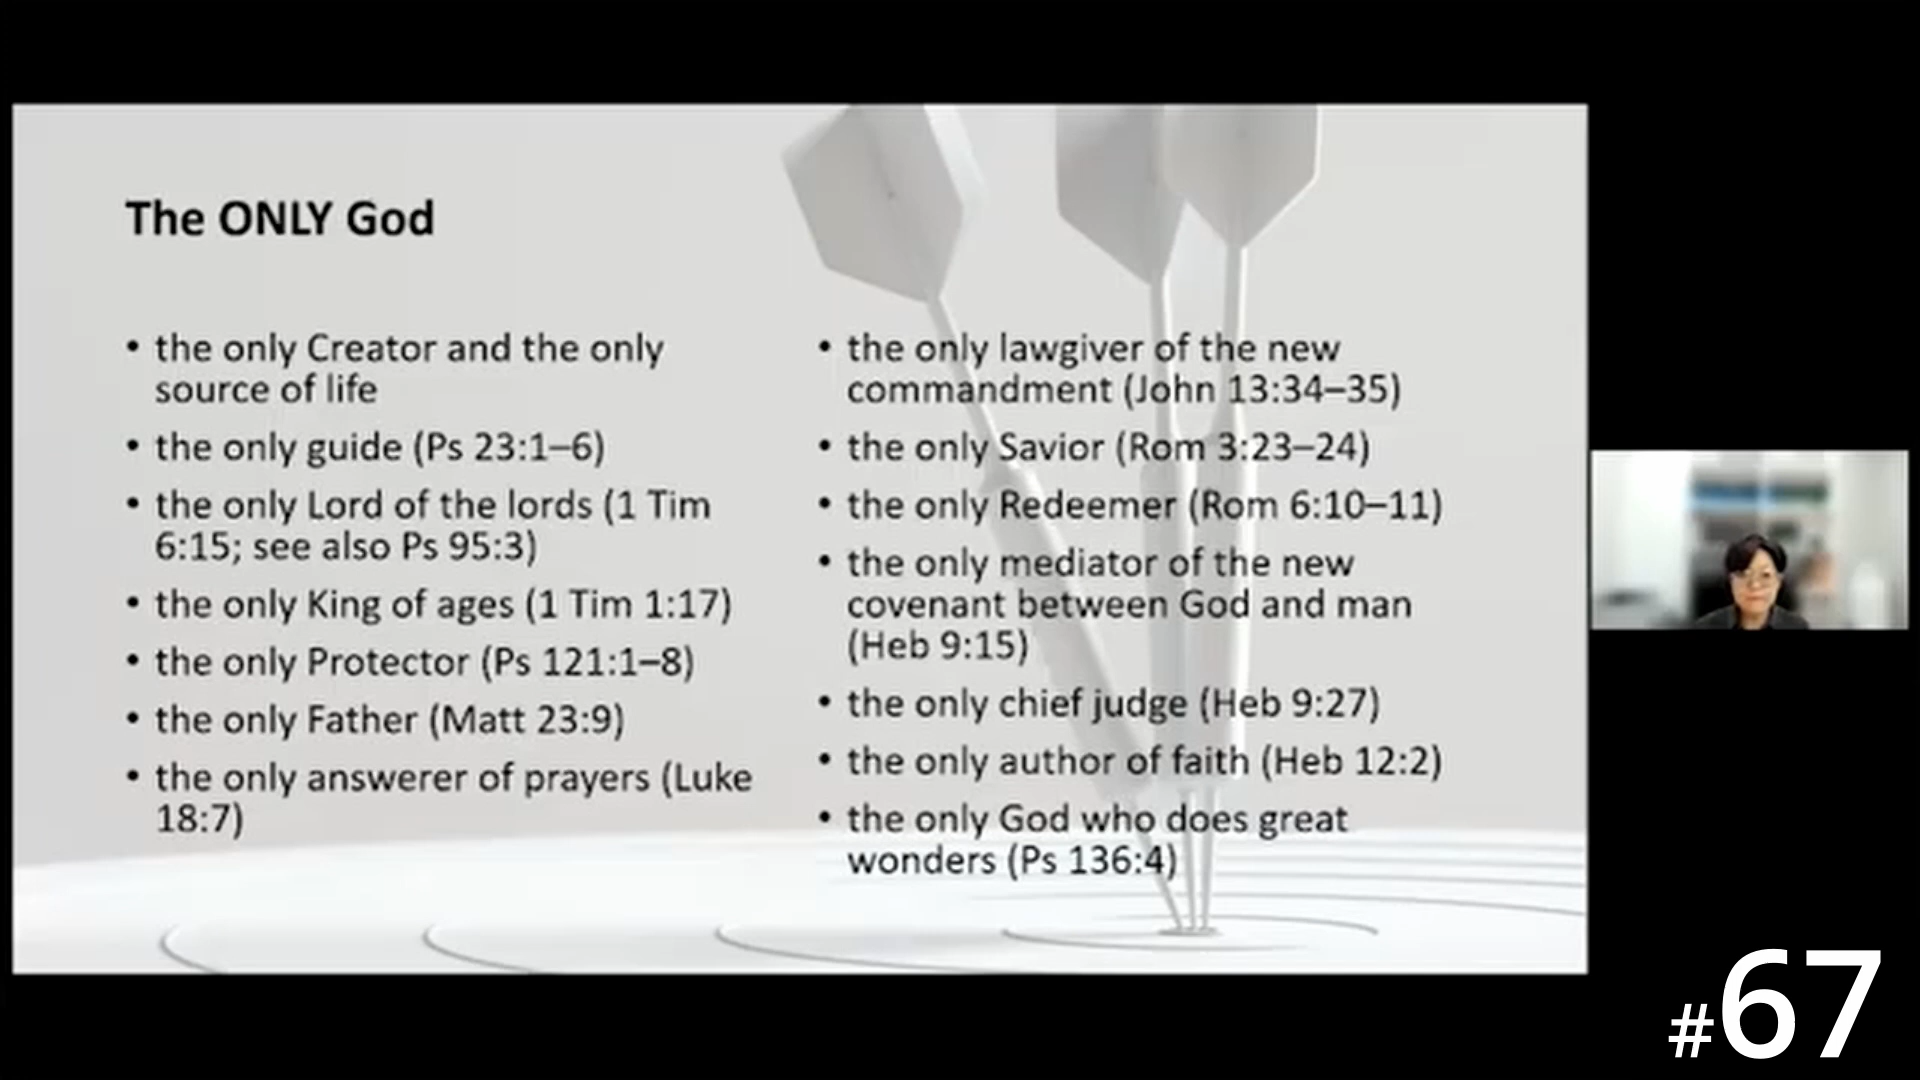 The ONLY God
• the only Creator and the only
source of life
• the only guide (Ps 23:1–6)
• the only Lord of the lords (1 Tim
6:15; see also Ps 95:3)
• the only King of ages (1 Tim 1:17)
• the only Protector (Ps 121:1–8)
• the only Father (Matt 23:9)
• the only answerer of prayers (Luke
18:7)
• the only lawgiver of the new
commandment (John 13:34–35)
• the only Savior (Rom 3:23–24)
• the only Redeemer (Rom 6:10–11)
• the only mediator of the new
covenant between God and man
(Heb 9:15)
• the only chief judge (Heb 9:27)
• the only author of faith (Heb 12:2)
• the only God who does great
wonders (Ps 136:4)
#67